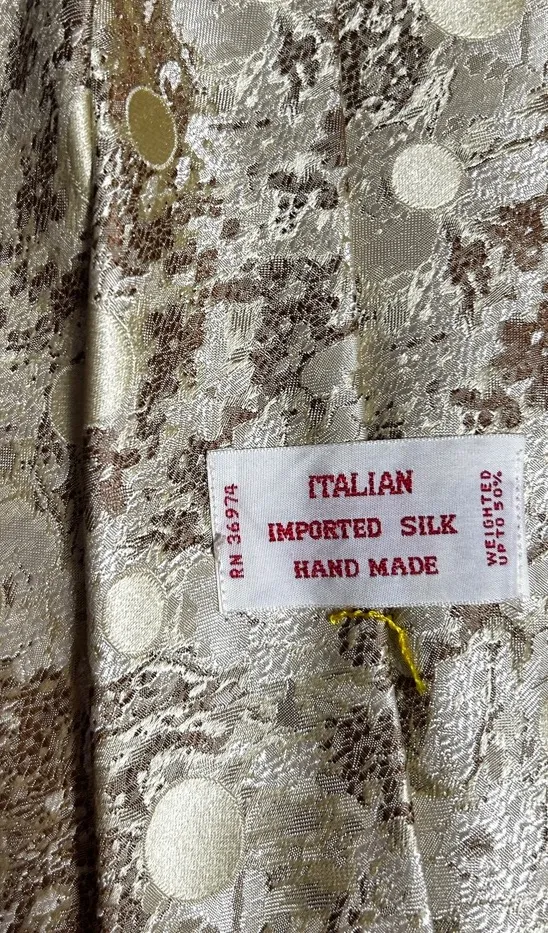 RN 36974
ITALIAN
IMPORTED SILK
HAND MADE
WEIGHTED
UP TO 50%